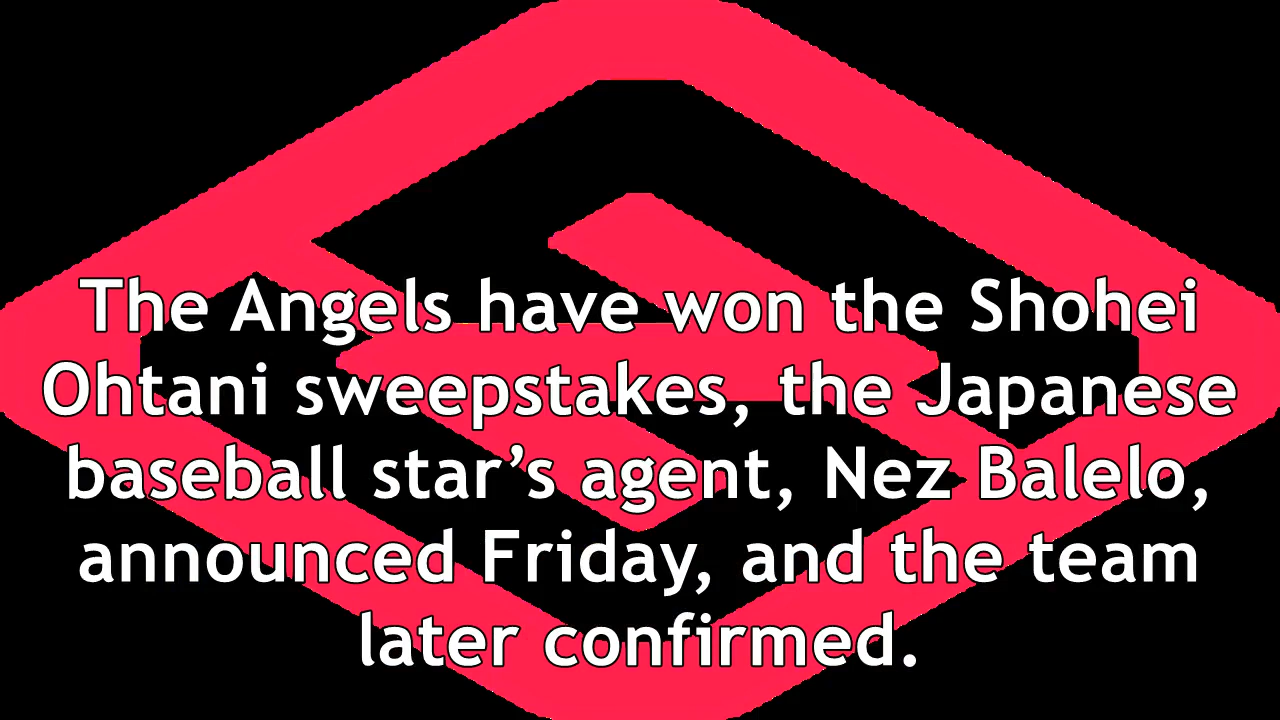 The Angels have won the Shohei
Ohtani sweepstakes, the Japanese
baseball star’s agent, Nez Balelo,
announced Friday, and the team
later confirmed.